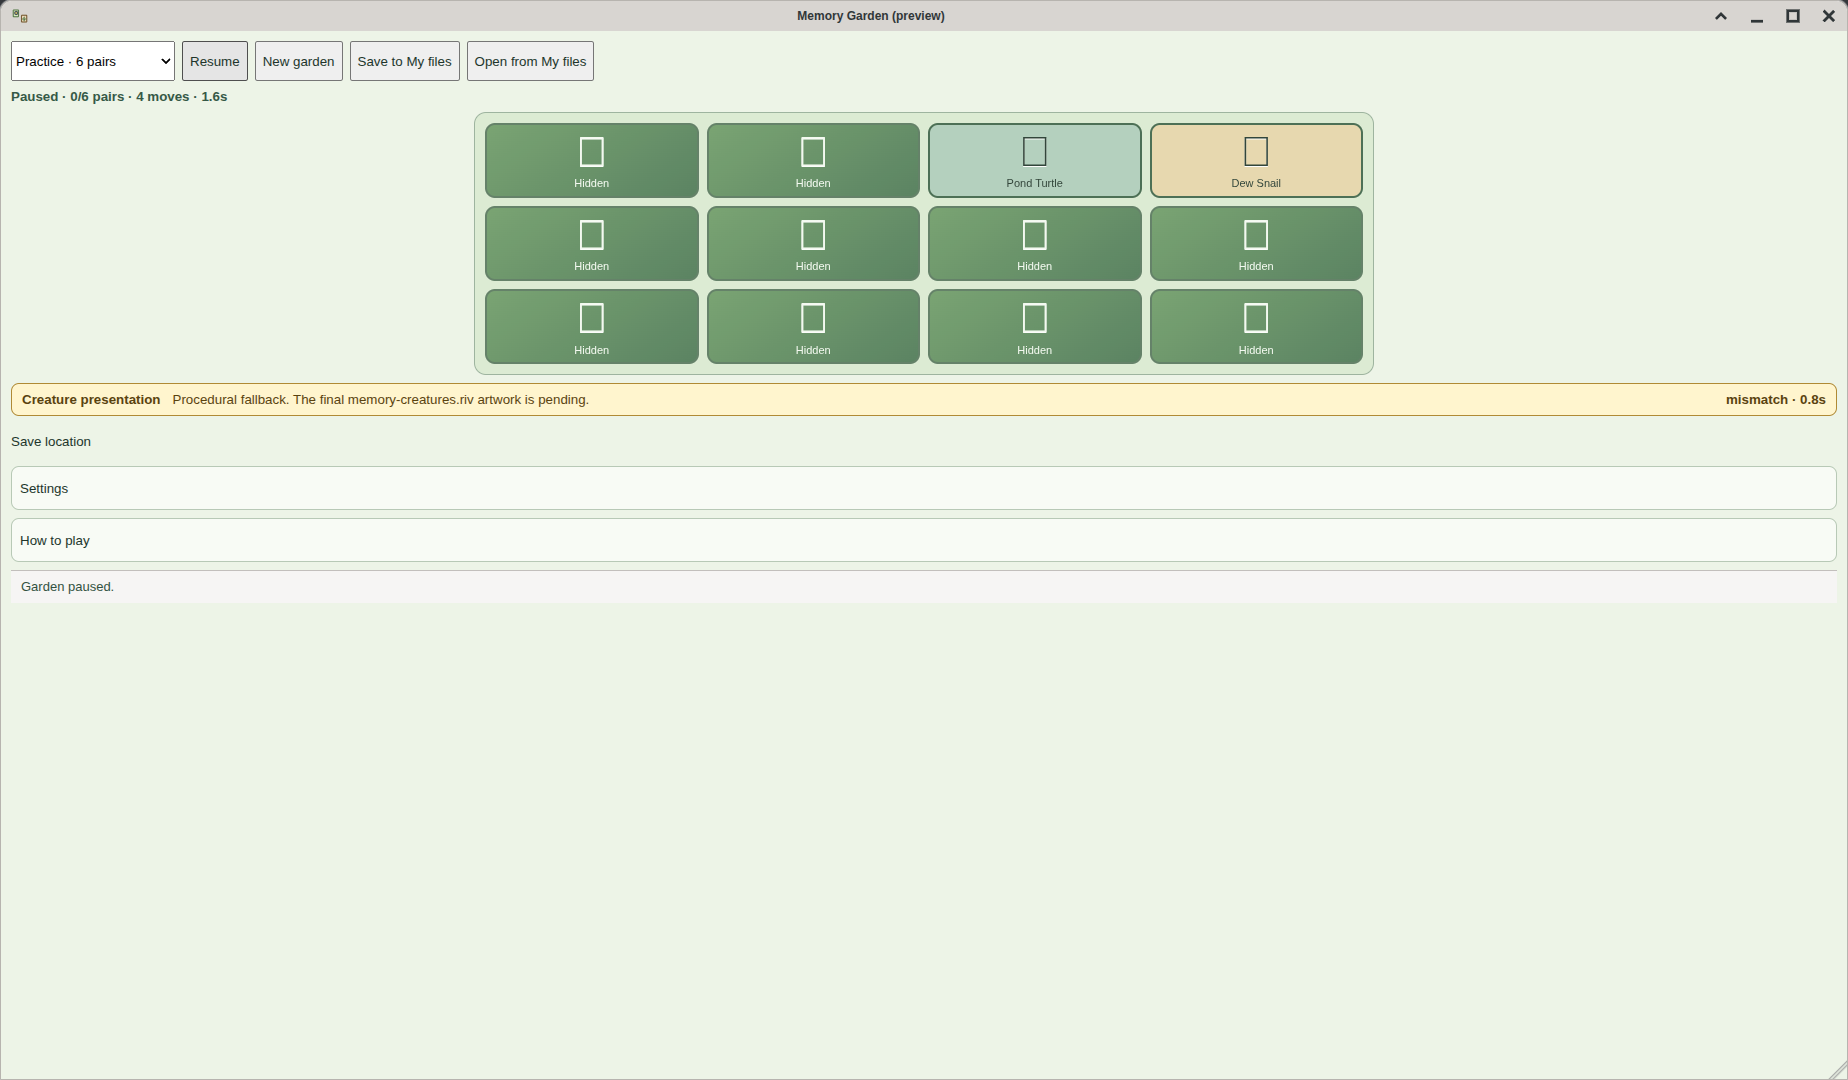 Memory Garden (preview)
Practice · 6 pairs Resume New garden Save to My files Open from My files
Paused · 0/6 pairs · 4 moves · 1.6s
Hidden Hidden Pond Turtle Dew Snail
Hidden Hidden Hidden Hidden
Hidden Hidden Hidden Hidden
Creature presentation Procedural fallback. The final memory-creatures.riv artwork is pending. mismatch · 0.8s
Save location
Settings
How to play
Garden paused.